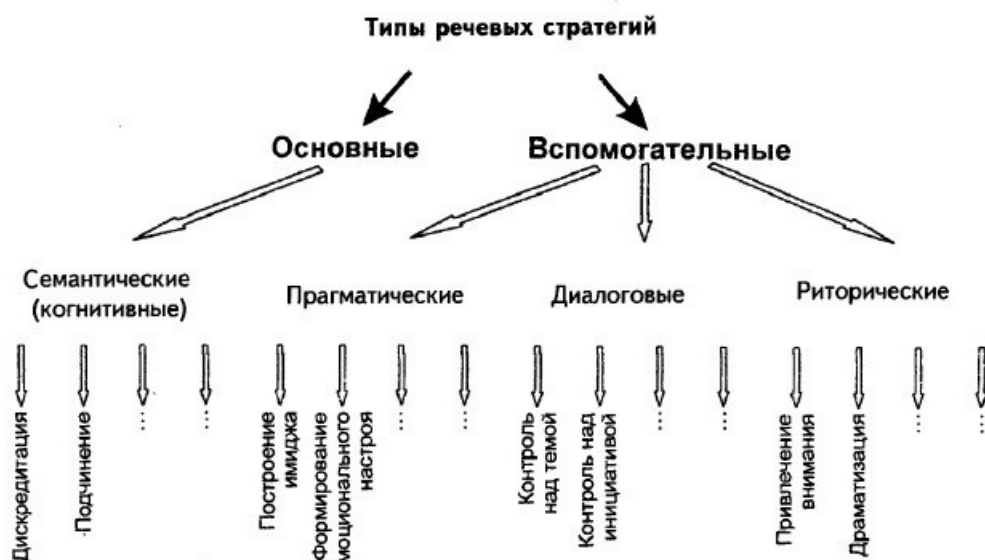 Типы речевых стратегий
Основные
Вспомогательные
Семантические
(когнитивные)
Прагматические
Диалоговые
Риторические
Дискредитация
Подчинение
...
...
Построение
имиджа
Формирование
моционального
настроя
...
...
Контроль
над темой
Контроль над
инициативой
...
...
Привлечение
внимания
Драматизация
...
...